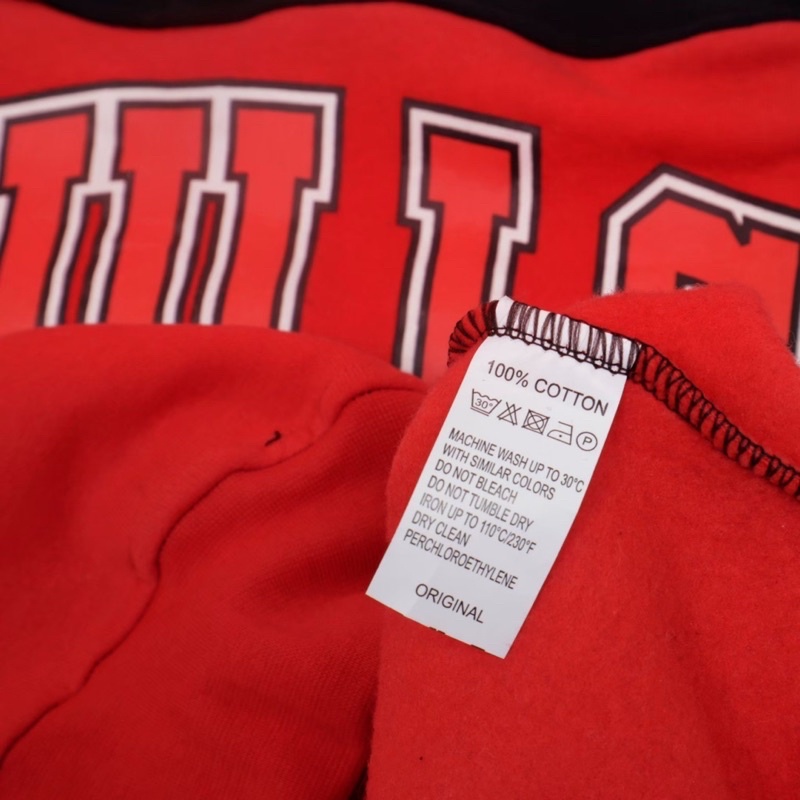 100% COTTON
30°
P
MACHINE WASH UP TO 30°C
WITH SIMILAR COLORS
DO NOT BLEACH
DO NOT TUMBLE DRY
IRON UP TO 110°C/230°F
DRY CLEAN
PERCHLOROETHYLENE
ORIGINAL